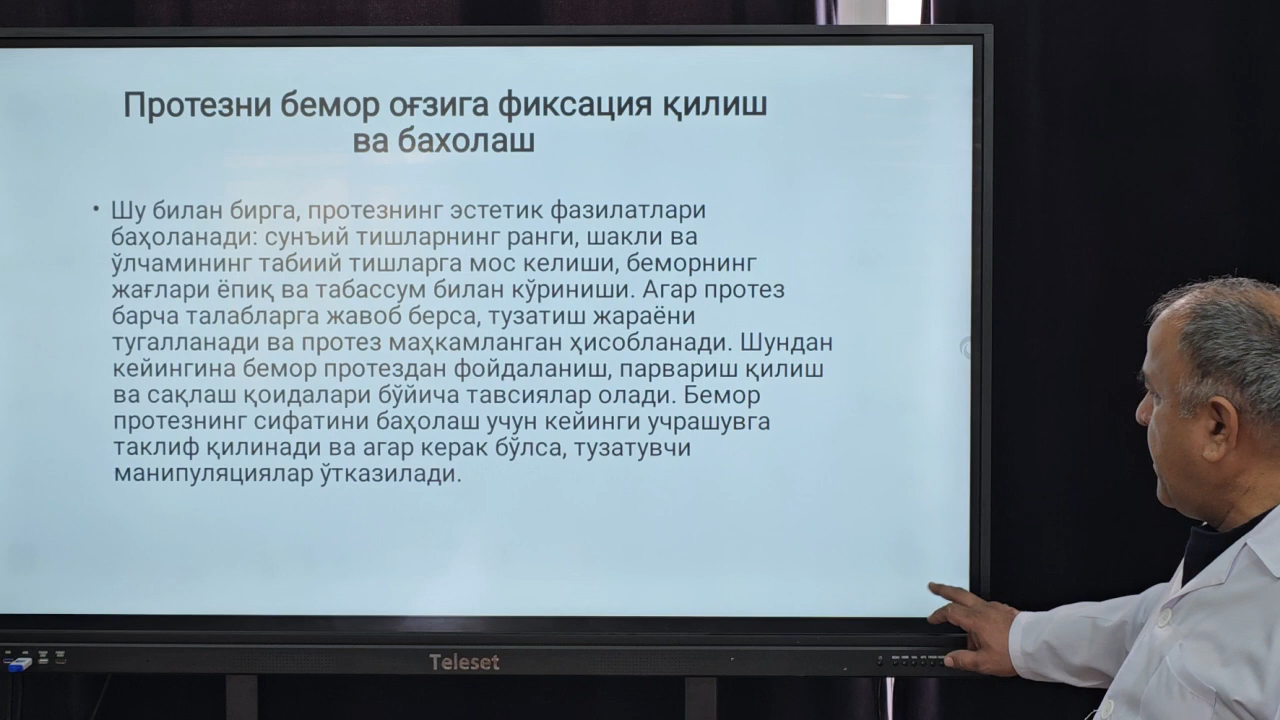 Протезни бемор оғзига фиксация қилиш
ва бахолаш
• Шу билан бирга, протезнинг эстетик фазилатлари
баҳоланади: сунъий тишларнинг ранги, шакли ва
ўлчамининг табиий тишларга мос келиши, беморнинг
жағлари ёпиқ ва табассум билан кўриниши. Агар протез
барча талабларга жавоб берса, тузатиш жараёни
тугалланади ва протез маҳкамланган ҳисобланади. Шундан
кейингина бемор протездан фойдаланиш, парвариш қилиш
ва сақлаш қоидалари бўйича тавсиялар олади. Бемор
протезнинг сифатини баҳолаш учун кейинги учрашувга
таклиф қилинади ва агар керак бўлса, тузатувчи
манипуляциялар ўтказилади.
Teleset